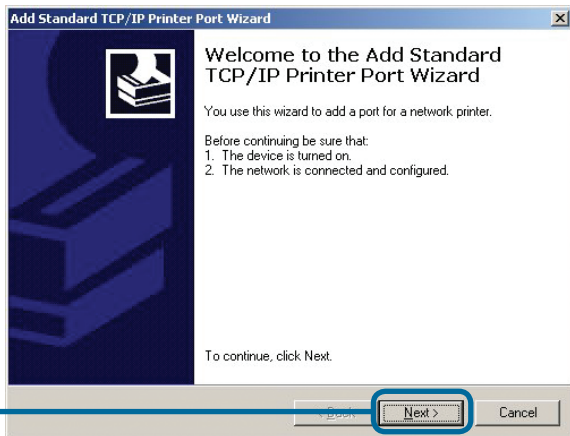 Add Standard TCP/IP Printer Port Wizard
Welcome to the Add Standard
TCP/IP Printer Port Wizard
You use this wizard to add a port for a network printer.
Before continuing be sure that:
1. The device is turned on.
2. The network is connected and configured.
To continue, click Next.
< Back
Next >
Cancel